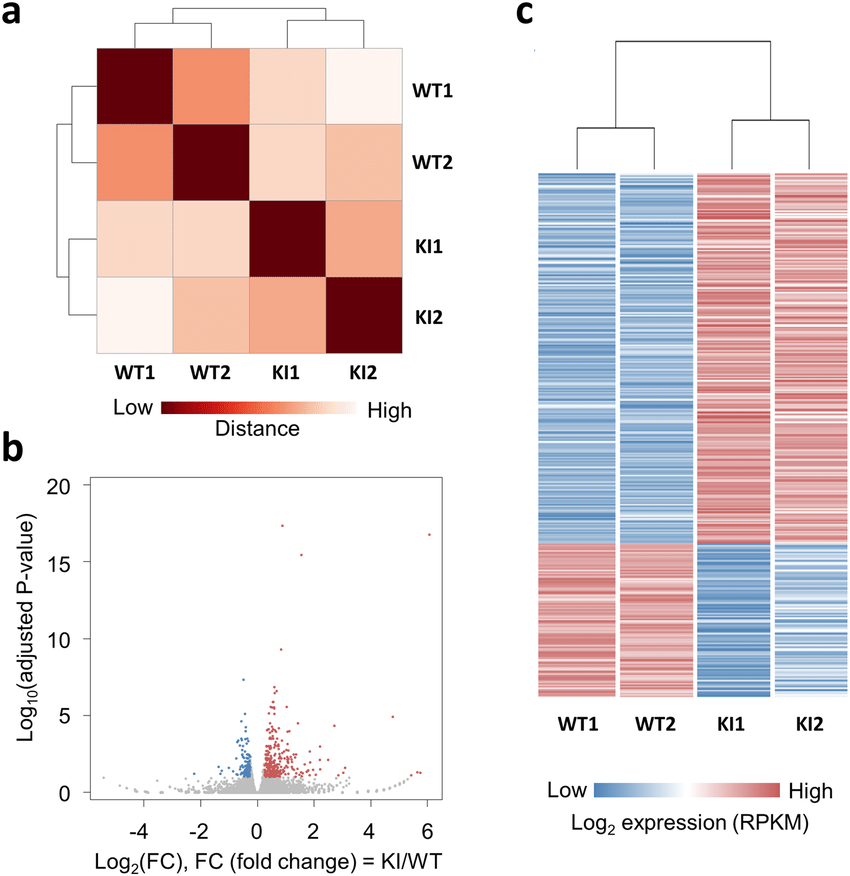 a
WT1
WT2
KI1
KI2
WT1 WT2 KI1 KI2
Low High
Distance
b
20
15
10
5
0
Log10(adjusted P-value)
-4 -2 0 2 4 6
Log2(FC), FC (fold change) = KI/WT
c
WT1 WT2 KI1 KI2
Low High
Log2 expression (RPKM)